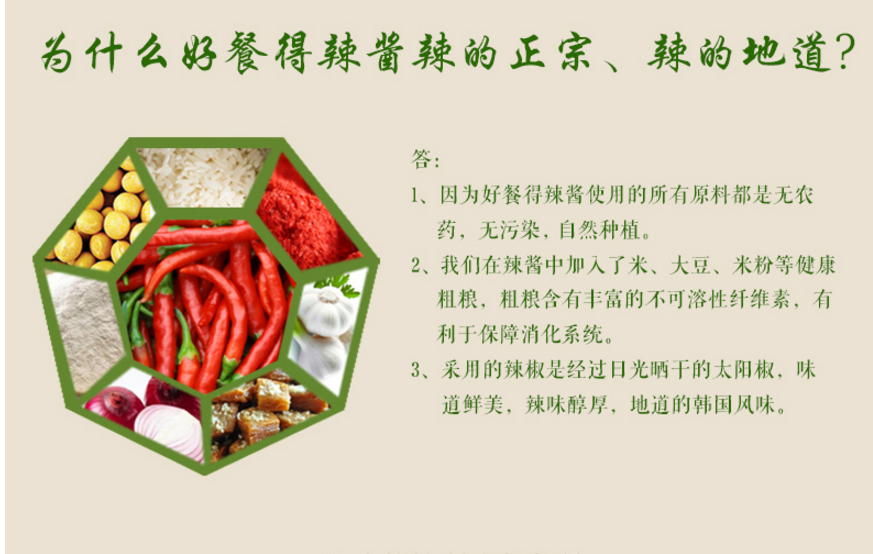 为什么好餐得辣酱辣的正宗、辣的地道?
答:
1、因为好餐得辣酱使用的所有原料都是无农
药,无污染,自然种植。
2、我们在辣酱中加入了米、大豆、米粉等健康
粗粮,粗粮含有丰富的不可溶性纤维素,有
利于保障消化系统。
3、采用的辣椒是经过日光晒干的太阳椒,味
道鲜美,辣味醇厚,地道的韩国风味。